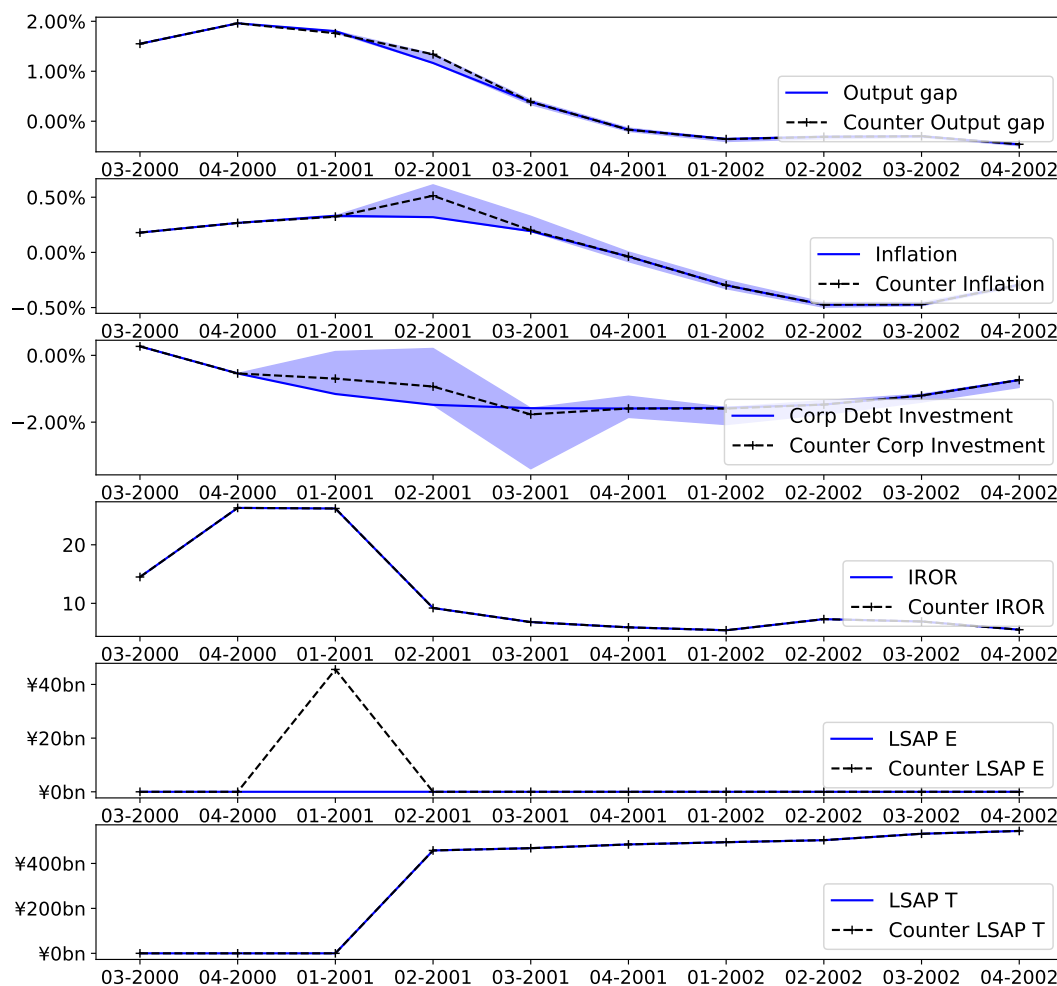 2.00%
1.00%
0.00%
Output gap
Counter Output gap
03-2000 04-2000 01-2001 02-2001 03-2001 04-2001 01-2002 02-2002 03-2002 04-2002
0.50%
0.00%
−0.50%
Inflation
Counter Inflation
03-2000 04-2000 01-2001 02-2001 03-2001 04-2001 01-2002 02-2002 03-2002 04-2002
0.00%
−2.00%
Corp Debt Investment
Counter Corp Investment
03-2000 04-2000 01-2001 02-2001 03-2001 04-2001 01-2002 02-2002 03-2002 04-2002
20
10
IROR
Counter IROR
03-2000 04-2000 01-2001 02-2001 03-2001 04-2001 01-2002 02-2002 03-2002 04-2002
¥40bn
¥20bn
¥0bn
LSAP E
Counter LSAP E
03-2000 04-2000 01-2001 02-2001 03-2001 04-2001 01-2002 02-2002 03-2002 04-2002
¥400bn
¥200bn
¥0bn
LSAP T
Counter LSAP T
03-2000 04-2000 01-2001 02-2001 03-2001 04-2001 01-2002 02-2002 03-2002 04-2002